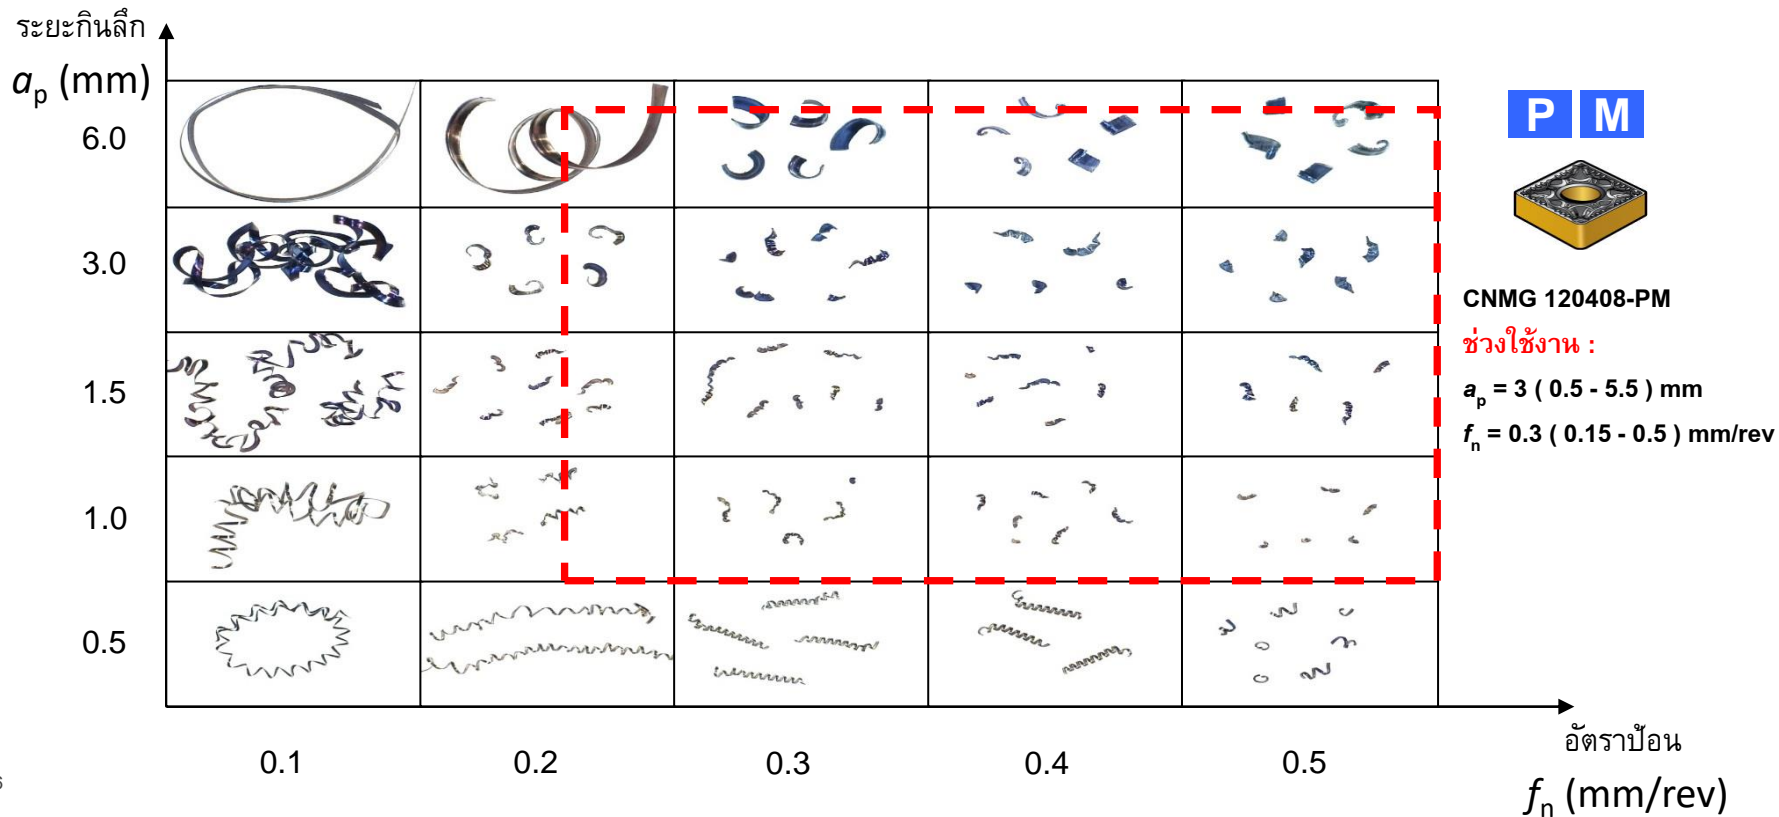 ระยะกินลึก
ap (mm)
6.0
3.0
1.5
1.0
0.5
0.1 0.2 0.3 0.4 0.5
อัตราป้อน
fn (mm/rev)
P M
CNMG 120408-PM
ช่วงใช้งาน :
ap = 3 ( 0.5 - 5.5 ) mm
fn = 0.3 ( 0.15 - 0.5 ) mm/rev